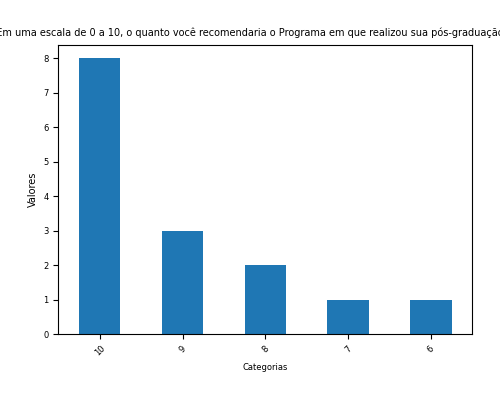 Em uma escala de 0 a 10, o quanto você recomendaria o Programa em que realizou sua pós-graduação
Valores
8
7
6
5
4
3
2
1
0
10 9 8 7 6
Categorias